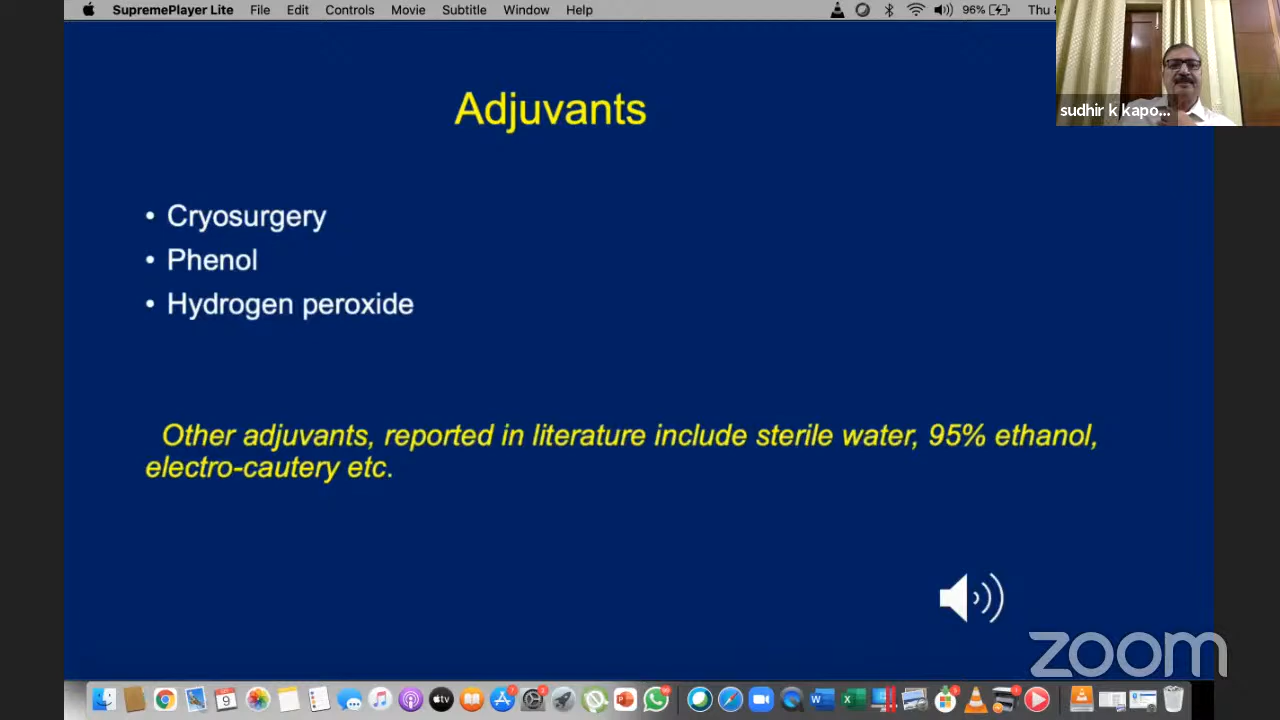 SupremePlayer Lite File Edit Controls Movie Subtitle Window Help 96% Thu
sudhir k kapo...
Adjuvants
• Cryosurgery
• Phenol
• Hydrogen peroxide
Other adjuvants, reported in literature include sterile water, 95% ethanol,
electro-cautery etc.
zoom